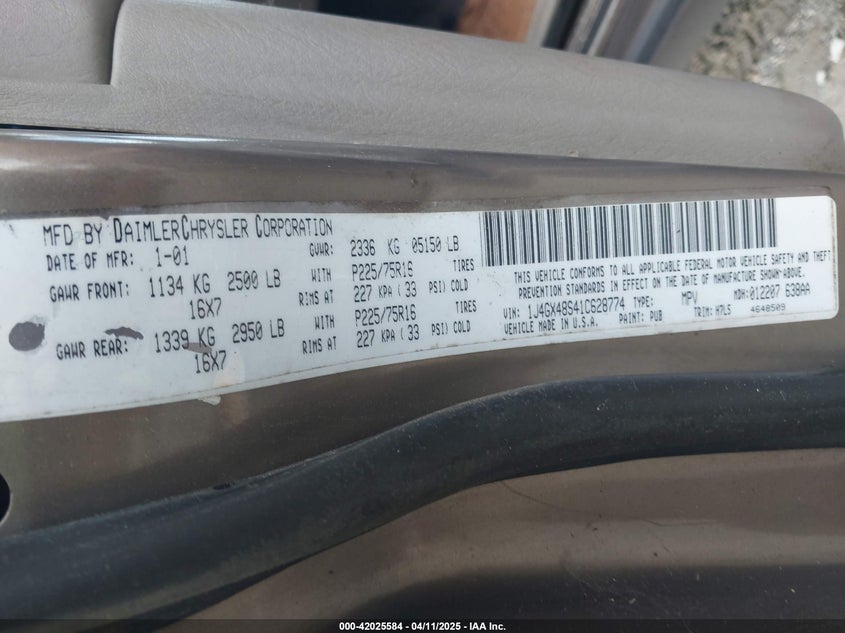 MFD BY DAIMLERCHRYSLER CORPORATION
DATE OF MFR: 1-01 GVWR: 2336 KG 05150 LB
GAWR FRONT: 1134 KG 2500 LB WITH P225/75R16 TIRES
16X7 RIMS AT 227 KPA ( 33 PSI) COLD
GAWR REAR: 1339 KG 2950 LB WITH P225/75R16 TIRES
16X7 RIMS AT 227 KPA ( 33 PSI) COLD
THIS VEHICLE CONFORMS TO ALL APPLICABLE FEDERAL MOTOR VEHICLE SAFETY AND THEFT
PREVENTION STANDARDS IN EFFECT ON THE DATE OF MANUFACTURE SHOWN ABOVE.
VIN: 1J4GX48S41C628774 TYPE: MPV MDH: 012207 638AA
VEHICLE MADE IN U.S.A. PAINT: PUB TRIM: H7L5 4648509
000-42025584 - 04/11/2025 - IAA Inc.